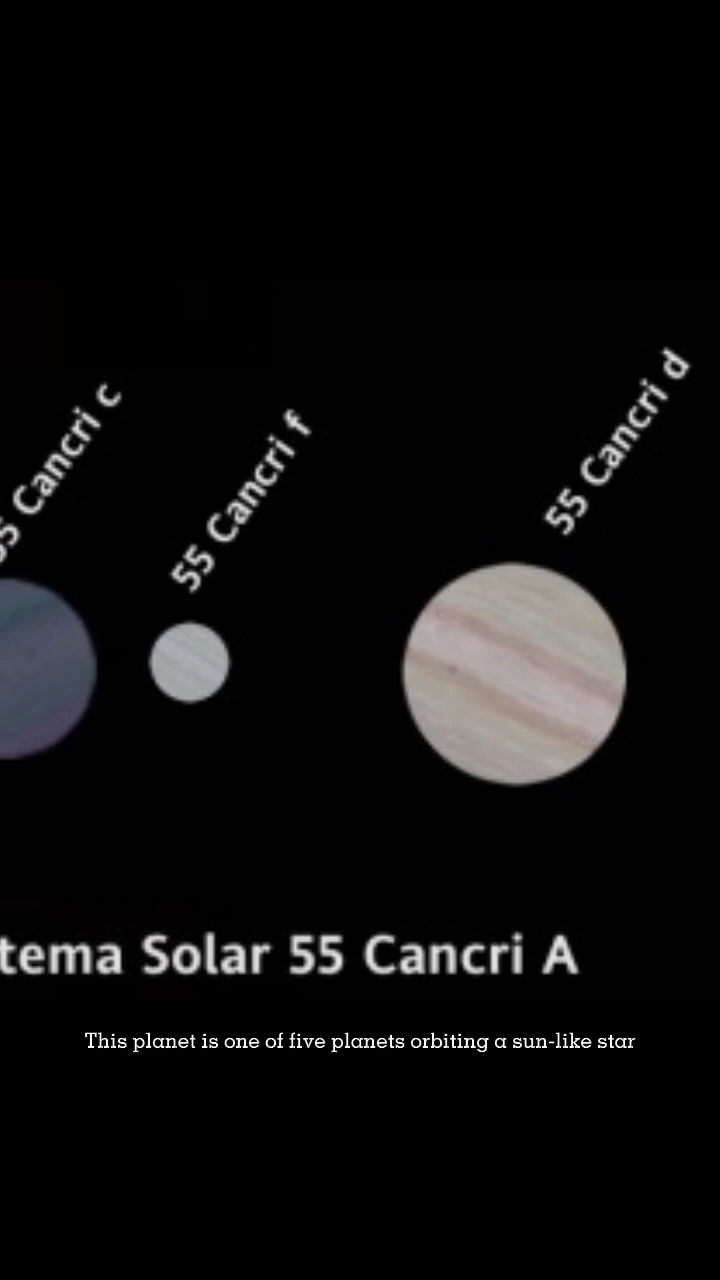 55 Cancri c
55 Cancri f
55 Cancri d
tema Solar 55 Cancri A
This planet is one of five planets orbiting a sun-like star